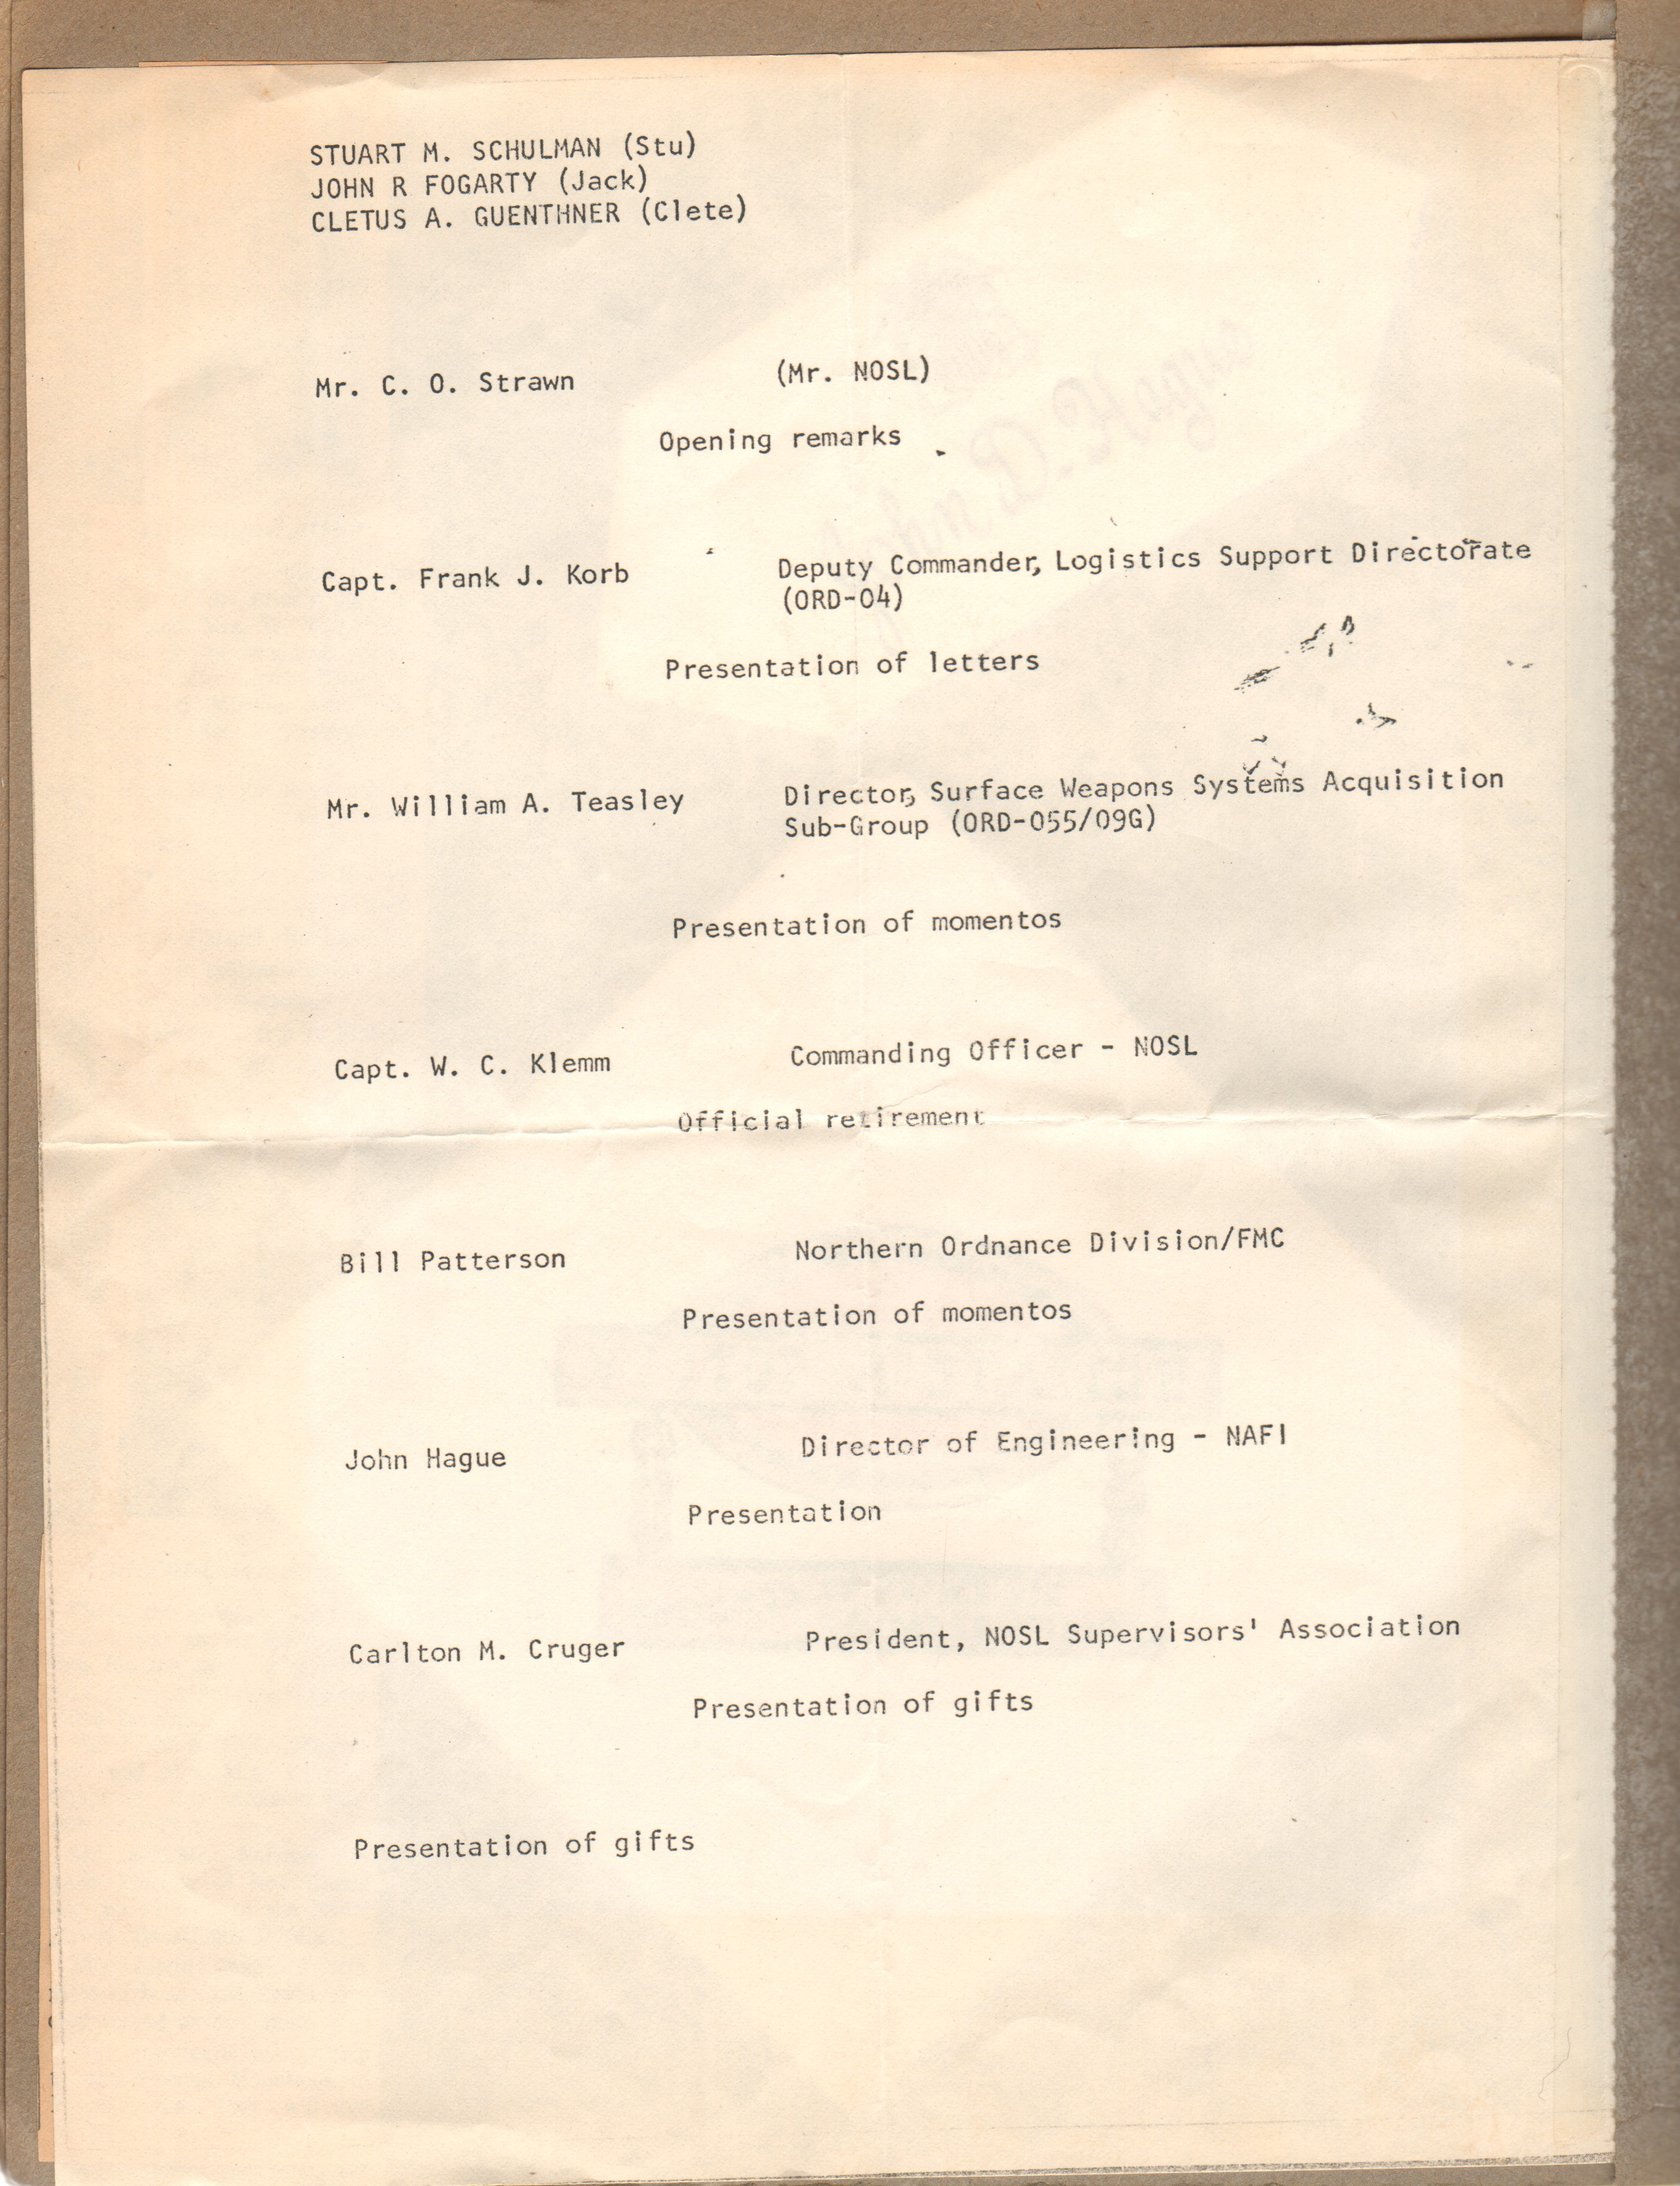 STUART M. SCHULMAN (Stu)
JOHN R FOGARTY (Jack)
CLETUS A. GUENTHNER (Clete)
Mr. C. O. Strawn (Mr. NOSL)
Opening remarks
Capt. Frank J. Korb Deputy Commander, Logistics Support Directorate
(ORD-04)
Presentation of letters
Mr. William A. Teasley Director, Surface Weapons Systems Acquisition
Sub-Group (ORD-055/09G)
Presentation of momentos
Capt. W. C. Klemm Commanding Officer - NOSL
Official retirement
Bill Patterson Northern Ordnance Division/FMC
Presentation of momentos
John Hague Director of Engineering - NAFI
Presentation
Carlton M. Cruger President, NOSL Supervisors' Association
Presentation of gifts
Presentation of gifts